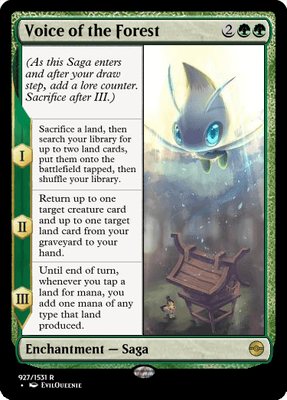 Voice of the Forest 2
(As this Saga enters
and after your draw
step, add a lore counter.
Sacrifice after III.)
I
Sacrifice a land, then
search your library for
up to two land cards,
put them onto the
battlefield tapped, then
shuffle your library.
II
Return up to one
target creature card
and up to one target
land card from your
graveyard to your
hand.
III
Until end of turn,
whenever you tap a
land for mana, you
add one mana of any
type that land
produced.
Enchantment — Saga
927/1531 R
• EvilQueenie